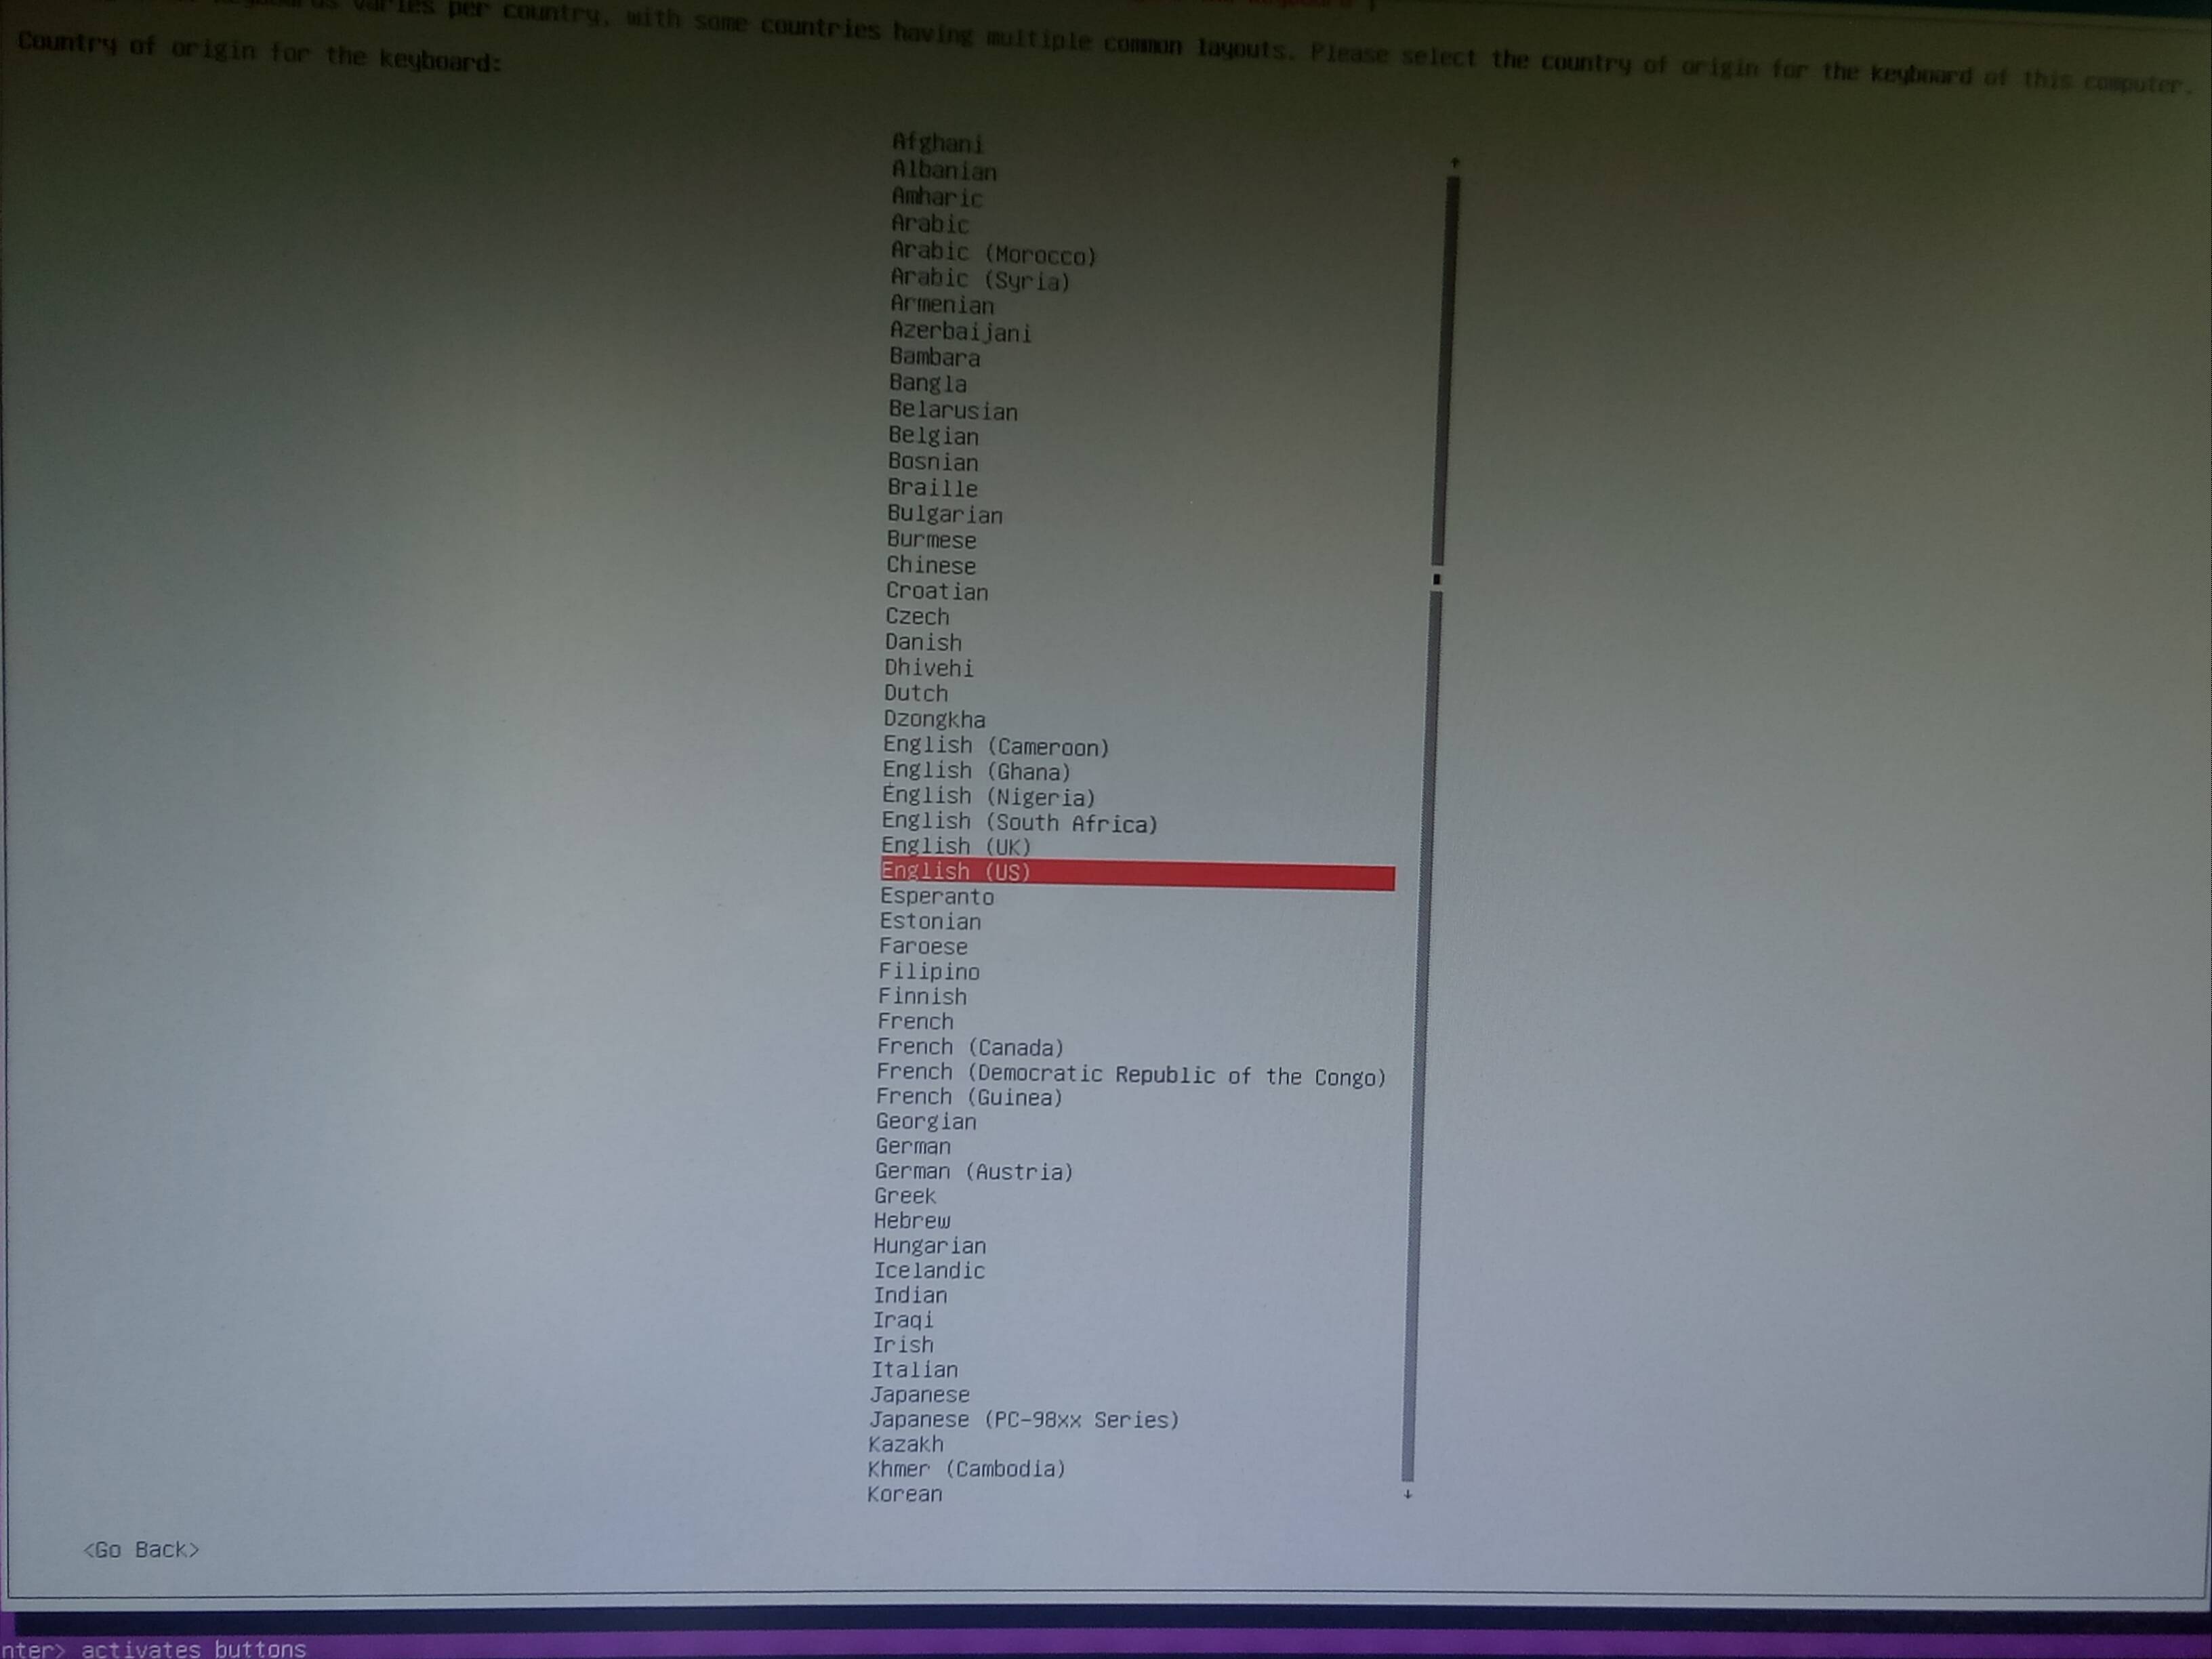 varies per country, with some countries having multiple common layouts. Please select the country of origin for the keyboard of this computer.
Country of origin for the keyboard:
Afghani
Albanian
Amharic
Arabic
Arabic (Morocco)
Arabic (Syria)
Armenian
Azerbaijani
Bambara
Bangla
Belarusian
Belgian
Bosnian
Braille
Bulgarian
Burmese
Chinese
Croatian
Czech
Danish
Dhivehi
Dutch
Dzongkha
English (Cameroon)
English (Ghana)
English (Nigeria)
English (South Africa)
English (UK)
English (US)
Esperanto
Estonian
Faroese
Filipino
Finnish
French
French (Canada)
French (Democratic Republic of the Congo)
French (Guinea)
Georgian
German
German (Austria)
Greek
Hebrew
Hungarian
Icelandic
Indian
Iraqi
Irish
Italian
Japanese
Japanese (PC-98xx Series)
Kazakh
Khmer (Cambodia)
Korean
<Go Back>
nter> activates buttons